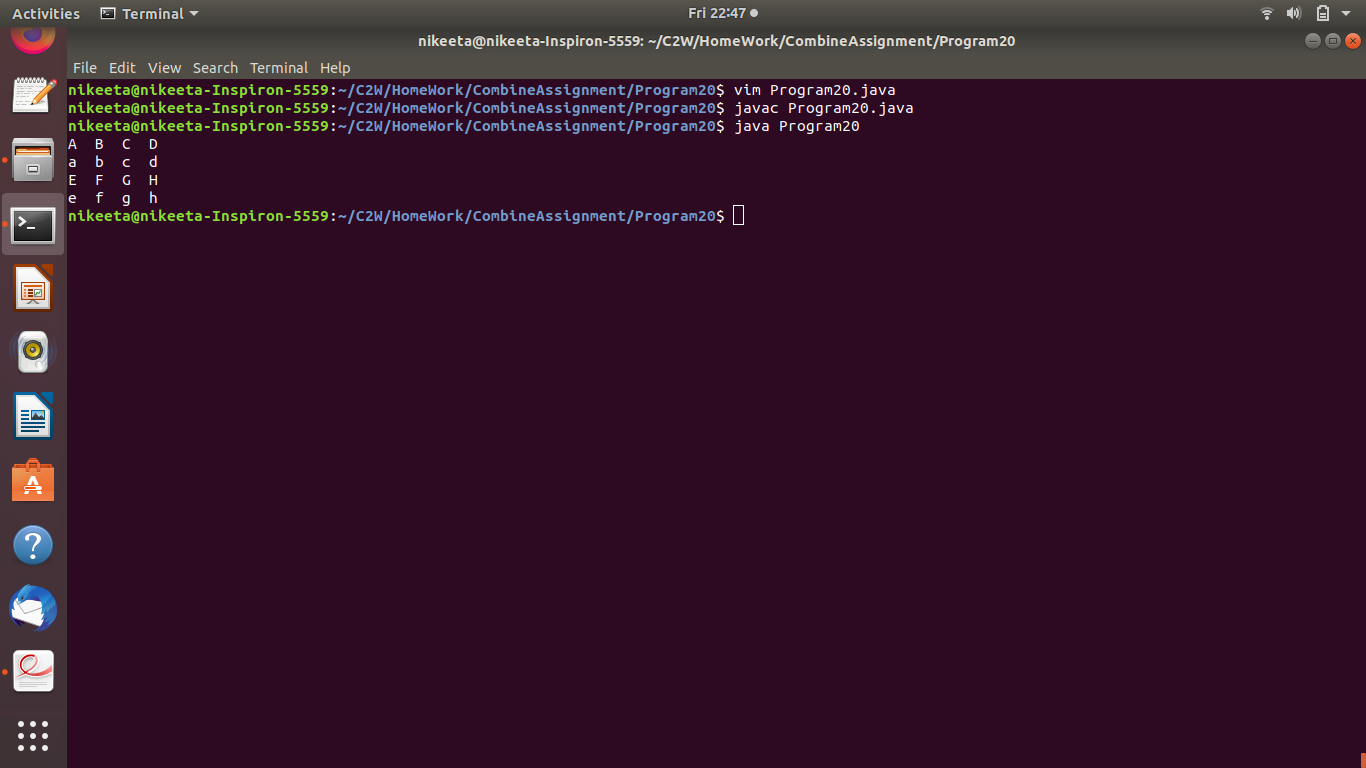 Activities Terminal Fri 22:47
nikeeta@nikeeta-Inspiron-5559: ~/C2W/HomeWork/CombineAssignment/Program20
File Edit View Search Terminal Help
nikeeta@nikeeta-Inspiron-5559:~/C2W/HomeWork/CombineAssignment/Program20$ vim Program20.java
nikeeta@nikeeta-Inspiron-5559:~/C2W/HomeWork/CombineAssignment/Program20$ javac Program20.java
nikeeta@nikeeta-Inspiron-5559:~/C2W/HomeWork/CombineAssignment/Program20$ java Program20
A  B  C  D
a  b  c  d
E  F  G  H
e  f  g  h
nikeeta@nikeeta-Inspiron-5559:~/C2W/HomeWork/CombineAssignment/Program20$